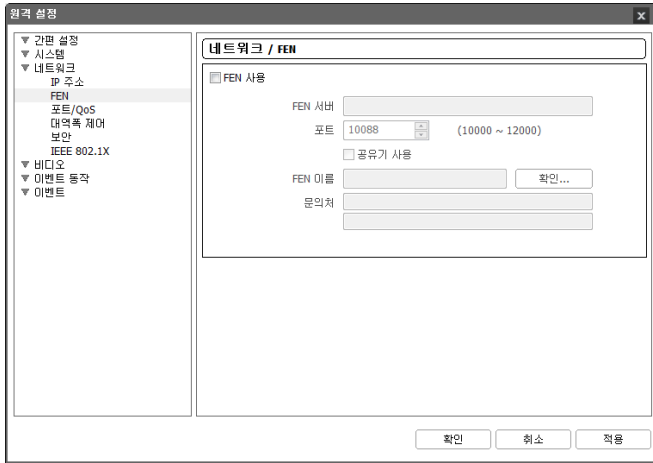 원격 설정
x
간편 설정
시스템
네트워크
IP 주소
FEN
포트/QoS
대역폭 제어
보안
IEEE 802.1X
비디오
이벤트 동작
이벤트
네트워크 / FEN
FEN 사용
FEN 서버
포트 10088 (10000 ~ 12000)
공유기 사용
FEN 이름 확인...
문의처
확인 취소 적용